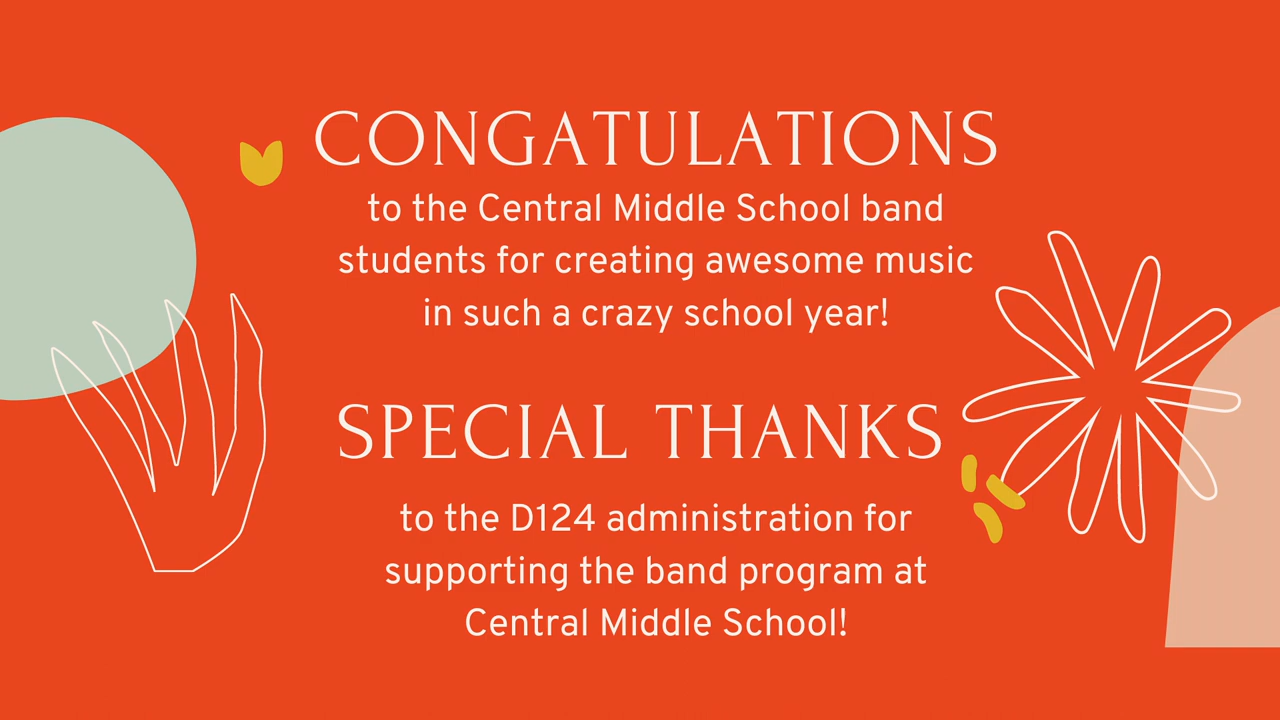 CONGATULATIONS
to the Central Middle School band
students for creating awesome music
in such a crazy school year!
SPECIAL THANKS
to the D124 administration for
supporting the band program at
Central Middle School!